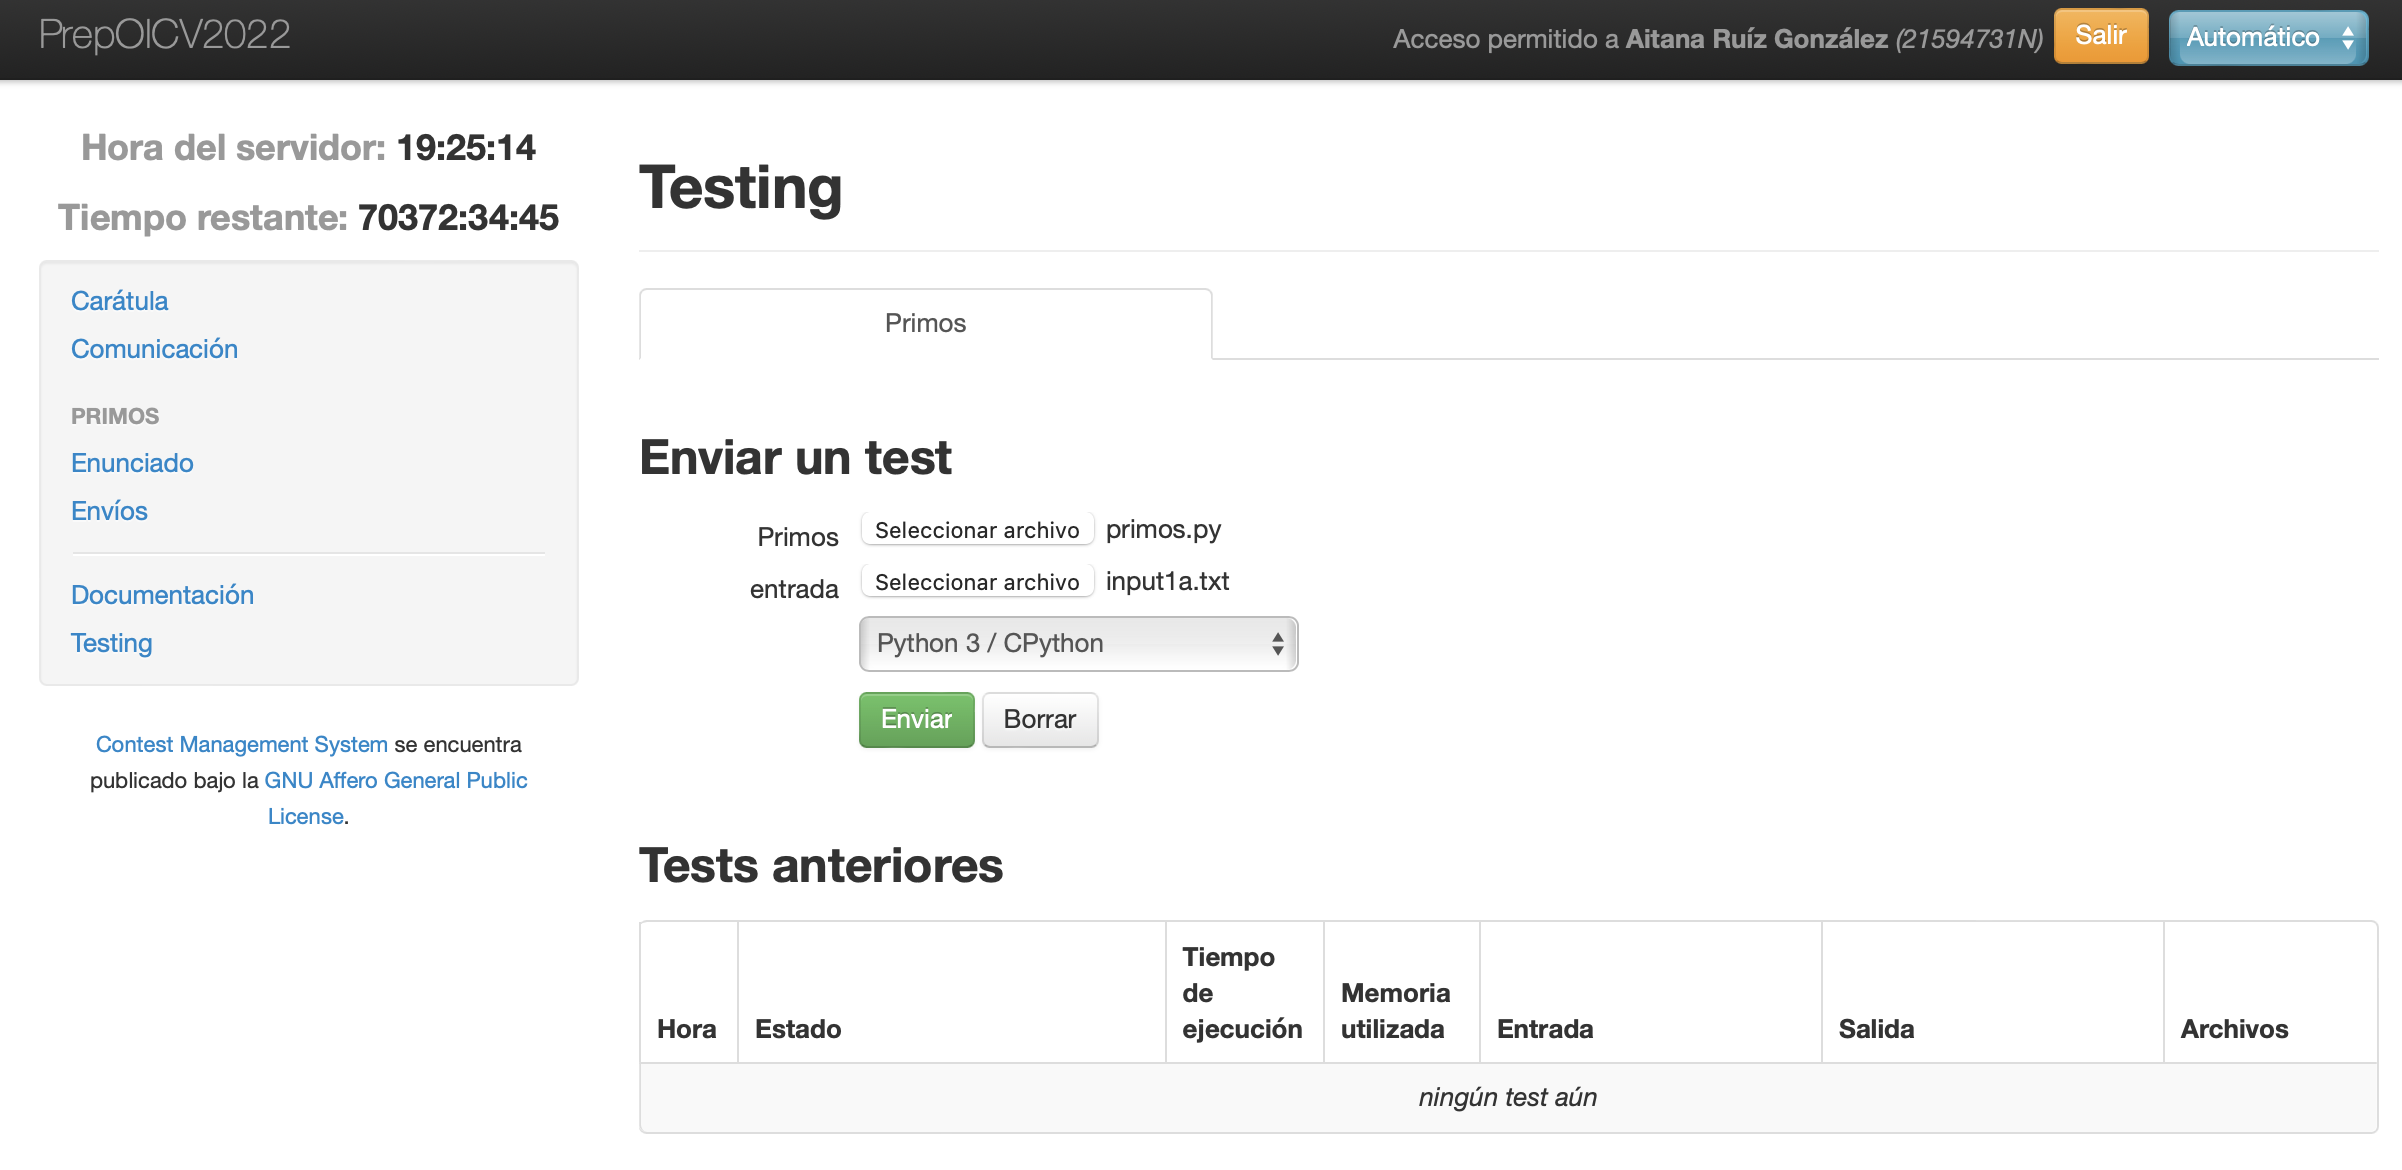 PrepOICV2022
Acceso permitido a Aitana Ruíz González (21594731N)
Salir
Automático
Hora del servidor: 19:25:14
Tiempo restante: 70372:34:45
Carátula
Comunicación
PRIMOS
Enunciado
Envíos
Documentación
Testing
Contest Management System se encuentra
publicado bajo la GNU Affero General Public
License.
Testing
Primos
Enviar un test
Primos Seleccionar archivo primos.py
entrada Seleccionar archivo input1a.txt
Python 3 / CPython
Enviar Borrar
Tests anteriores
Hora
Estado
Tiempo
de
ejecución
Memoria
utilizada
Entrada
Salida
Archivos
ningún test aún